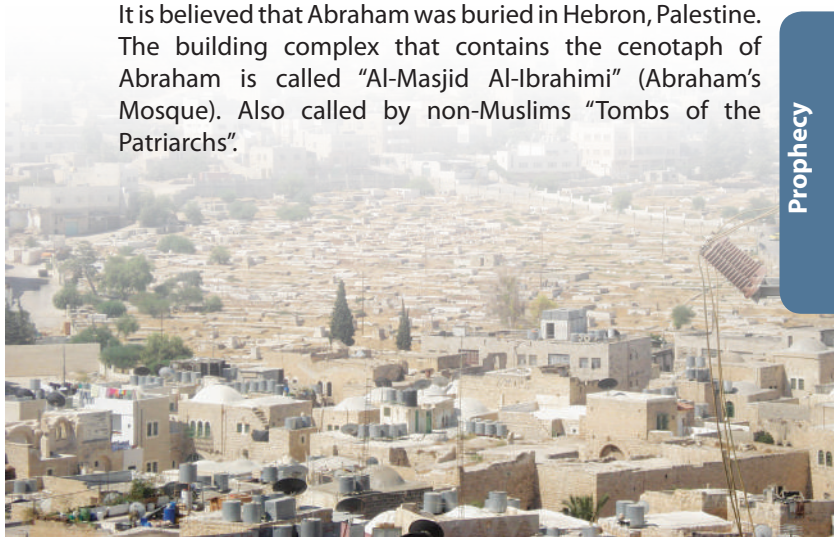 It is believed that Abraham was buried in Hebron, Palestine.
The building complex that contains the cenotaph of
Abraham is called “Al-Masjid Al-Ibrahimi” (Abraham’s
Mosque). Also called by non-Muslims “Tombs of the
Patriarchs”.
Prophecy